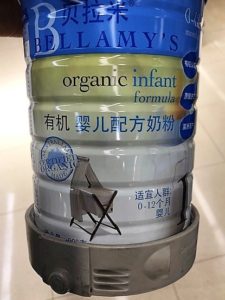 贝拉米
BELLAMY'S
organic infant
formula
有机 婴儿配方奶粉
ORGANIC
适宜人群:
0-12个月
婴儿